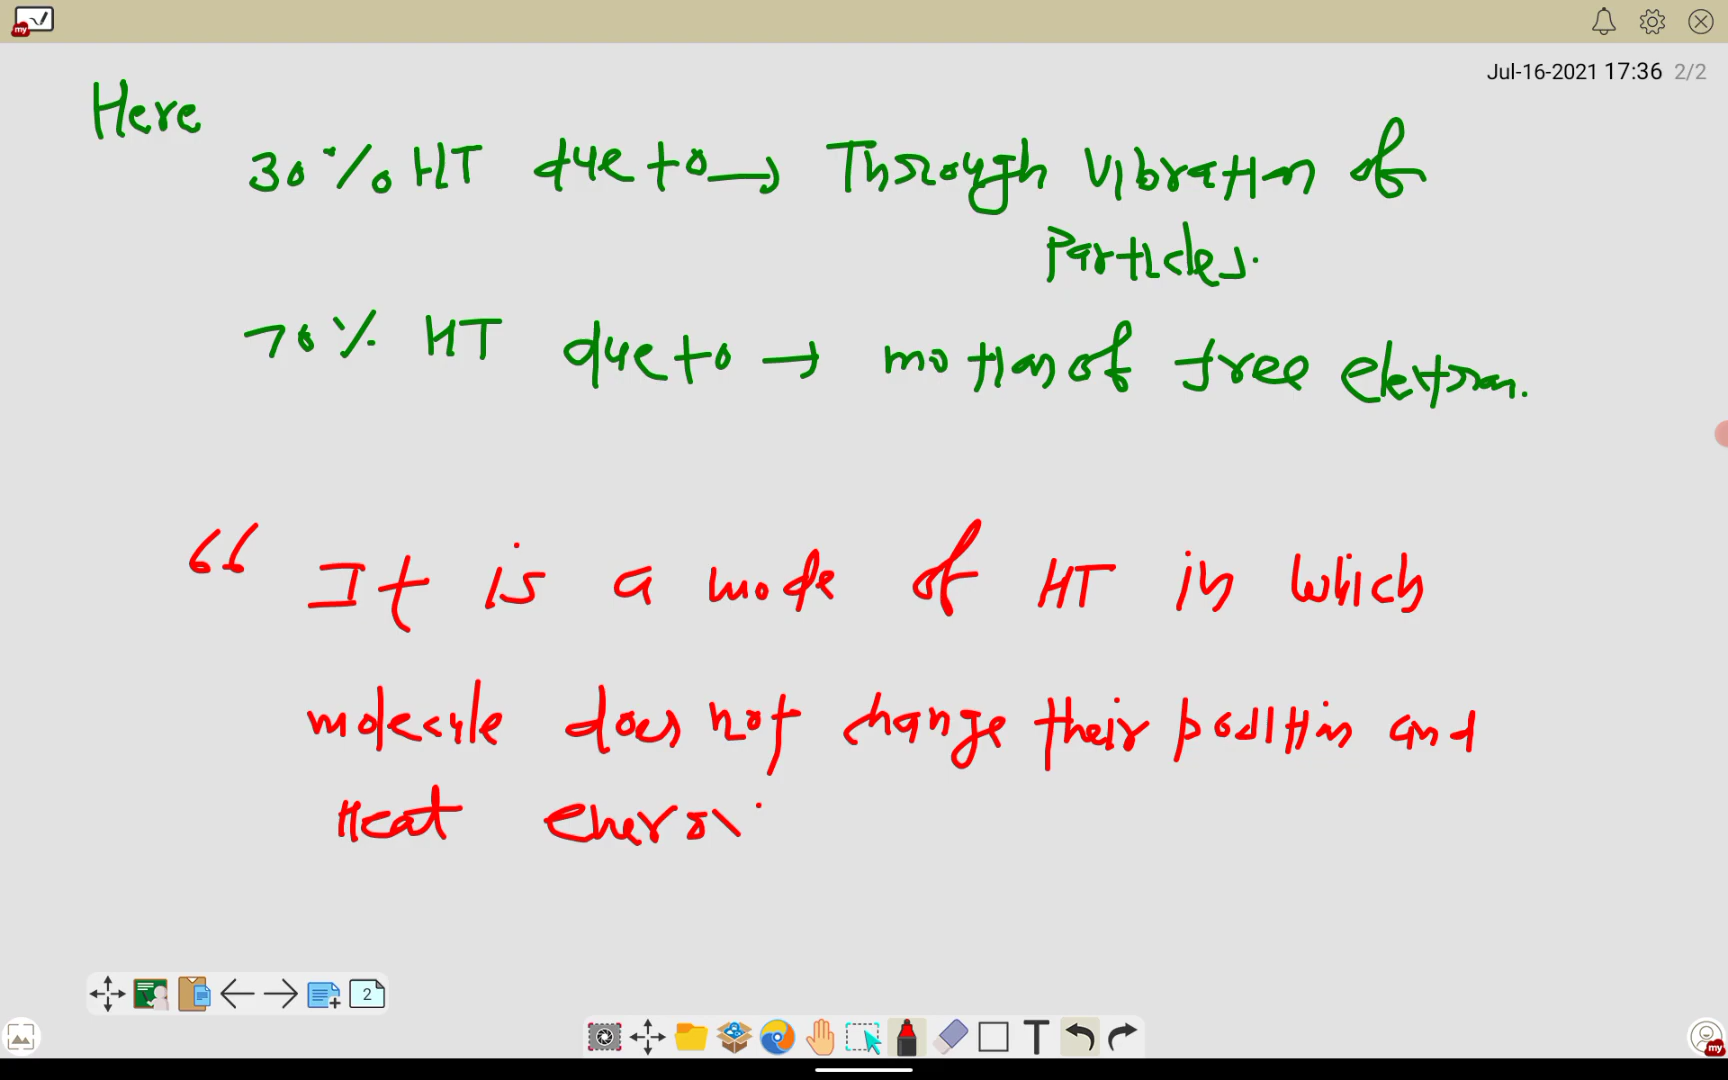 my
Jul-16-2021 17:36 2/2
Here
30% HT due to → Through Vibration of
Particles.
70% HT due to → motion of free electron.
“ It is a mode of HT in which
molecule does not change their position and
Heat
2
T
my